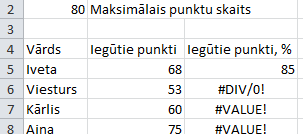 2 80 Maksimālais punktu skaits
3
4 Vārds Iegūtie punkti Iegūtie punkti, %
5 Iveta 68 85
6 Viesturs 53 #DIV/0!
7 Kārlis 60 #VALUE!
8 Aina 75 #VALUE!